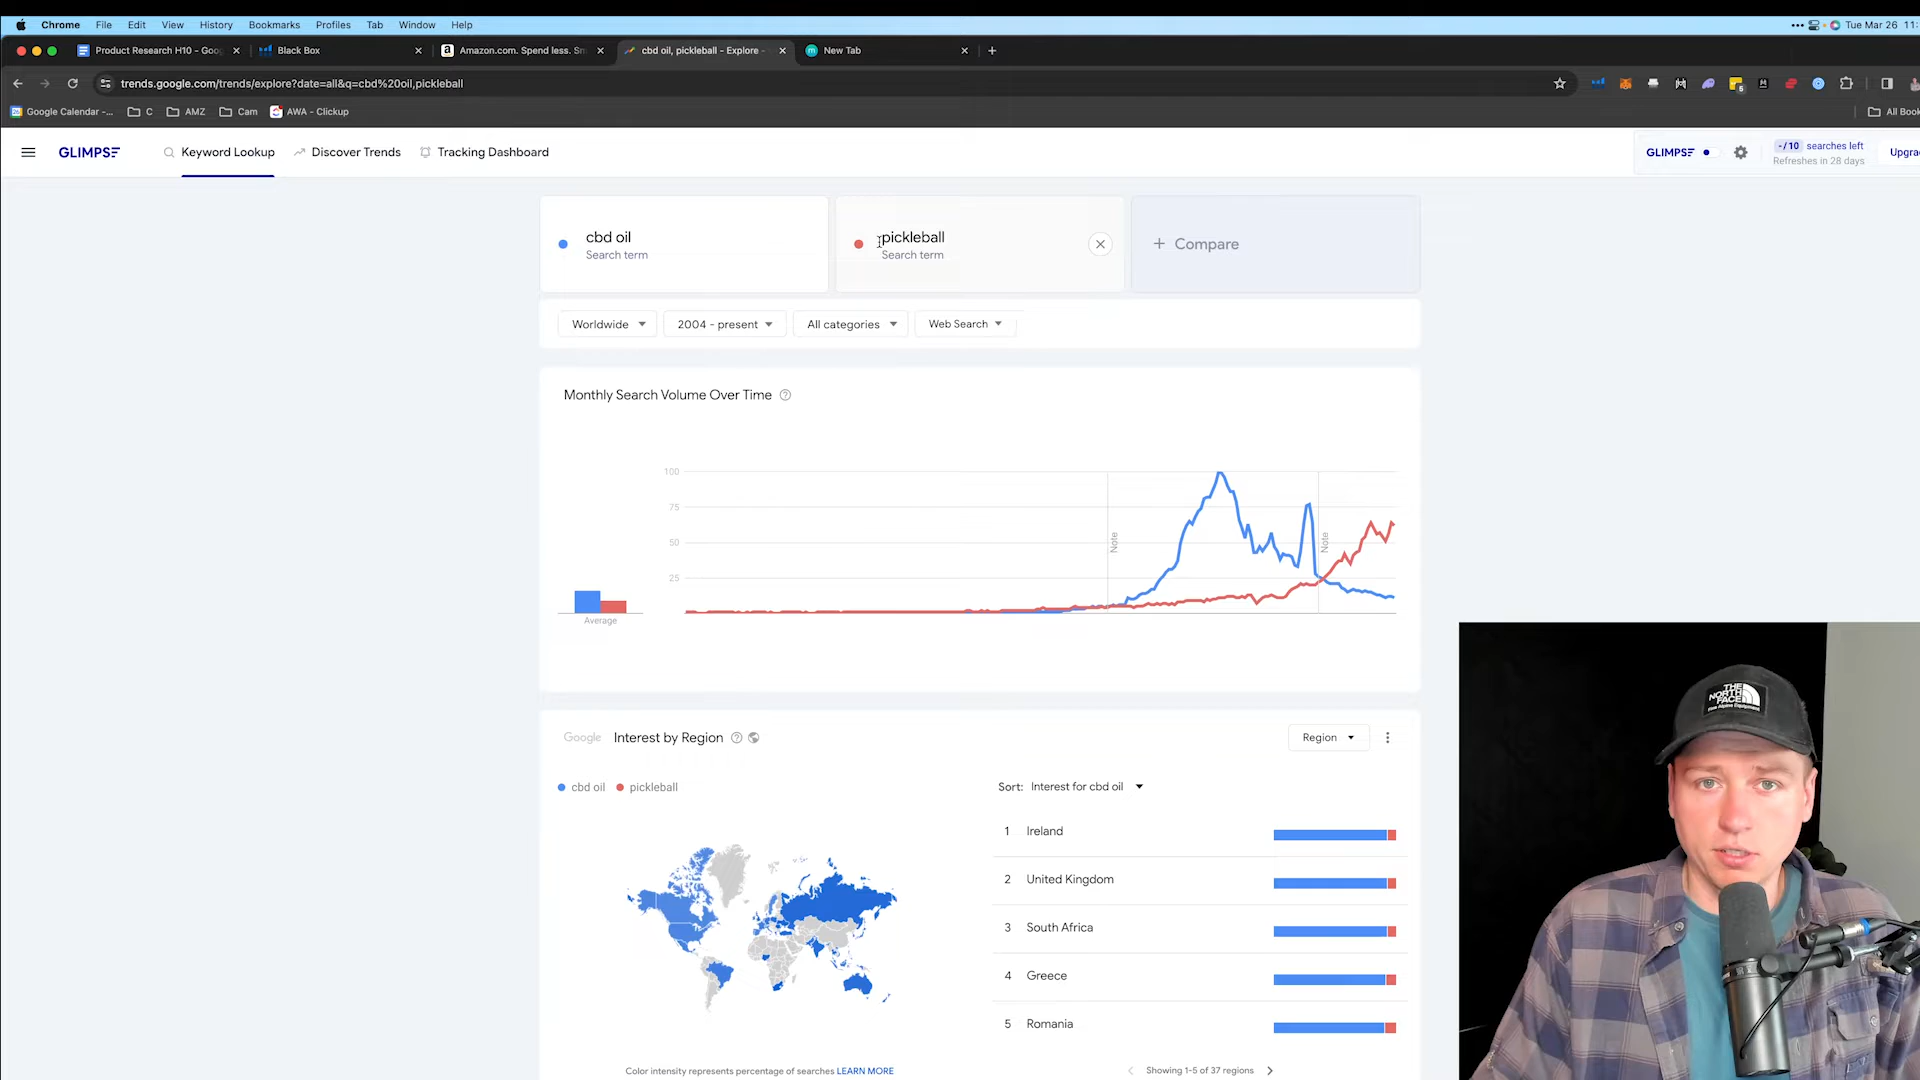 Chrome File Edit View History Bookmarks Profiles Tab Window Help Tue Mar 26 11:
Product Research H10 - Goog Black Box Amazon.com. Spend less. Sm cbd oil, pickleball - Explore - New Tab
trends.google.com/trends/explore?date=all&q=cbd%20oil,pickleball
Google Calendar -... C AMZ Cam AWA - Clickup All Book
GLIMPSE Keyword Lookup Discover Trends Tracking Dashboard GLIMPSE -/10 searches left
Refreshes in 28 days
Upgra
cbd oil
Search term
pickleball
Search term
+ Compare
Worldwide 2004 - present All categories Web Search
Monthly Search Volume Over Time
100
75
50
25
Note
Note
Average
Google Interest by Region Region
cbd oil pickleball
Sort: Interest for cbd oil
1 Ireland
2 United Kingdom
3 South Africa
4 Greece
5 Romania
Color intensity represents percentage of searches LEARN MORE
Showing 1-5 of 37 regions
THE
NORTH
FACE